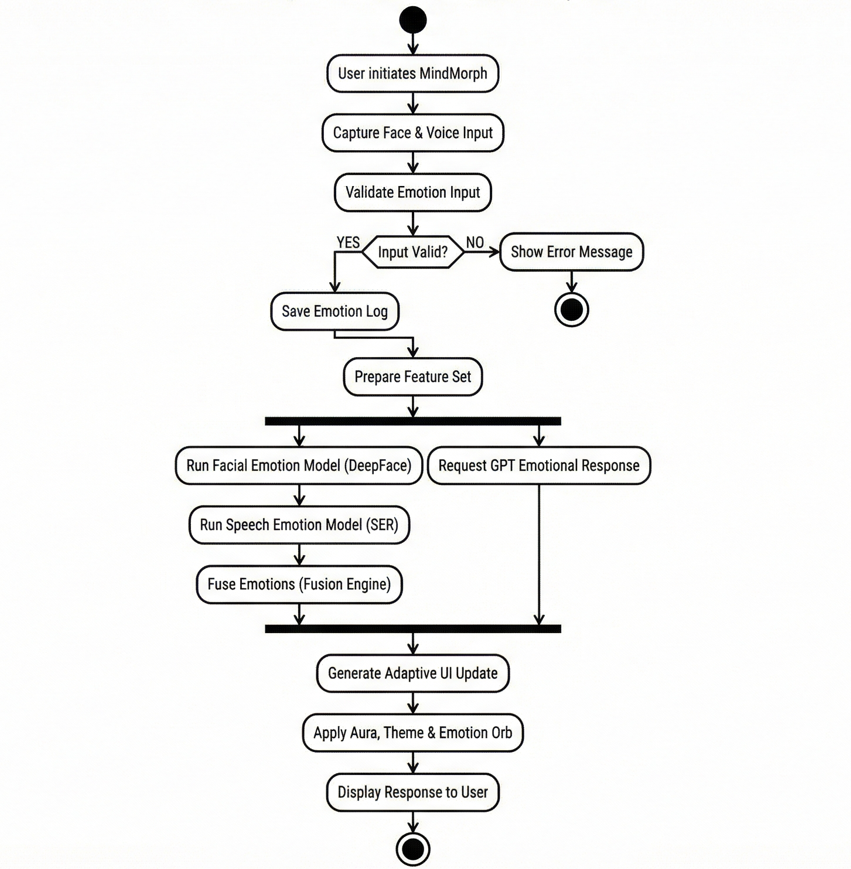 User initiates MindMorph
Capture Face & Voice Input
Validate Emotion Input
YES
Input Valid?
NO
Show Error Message
Save Emotion Log
Prepare Feature Set
Run Facial Emotion Model (DeepFace)
Request GPT Emotional Response
Run Speech Emotion Model (SER)
Fuse Emotions (Fusion Engine)
Generate Adaptive UI Update
Apply Aura, Theme & Emotion Orb
Display Response to User